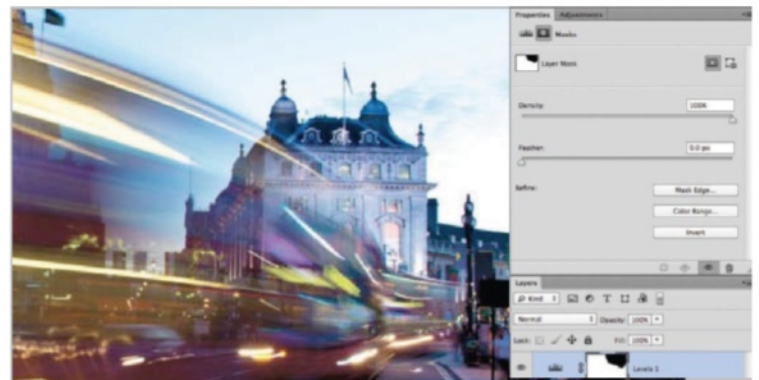 Properties Adjustments
Masks
Layer Mask
Density: 100%
Feather: 0.0 px
Refine: Mask Edge...
Color Range...
Invert
Layers
Kind
Normal Opacity: 100%
Lock: Fill: 100%
Levels 1